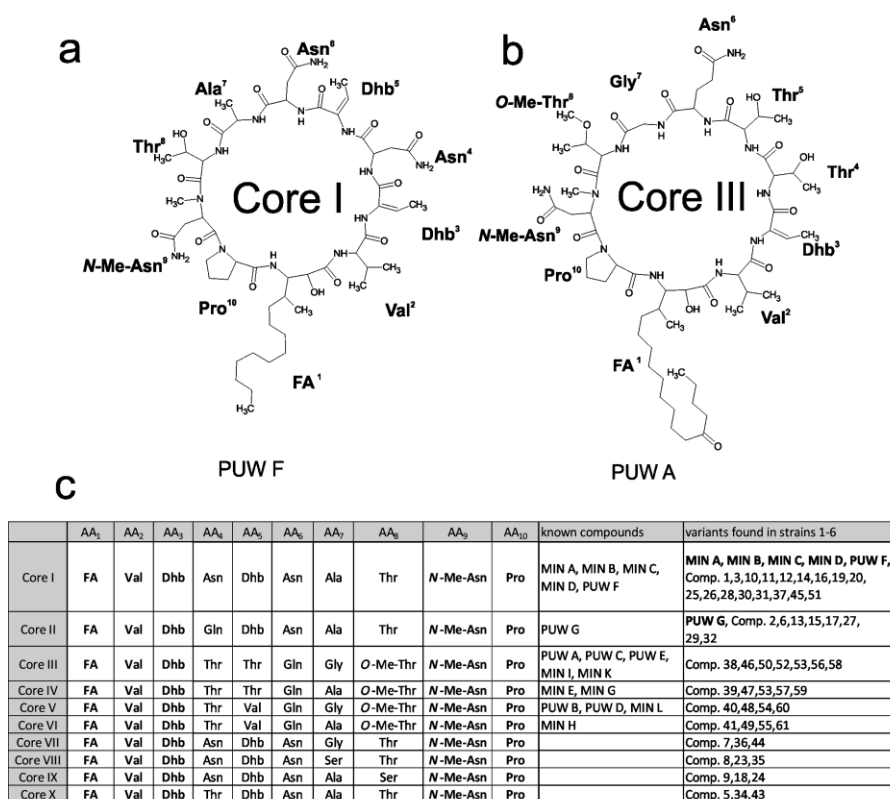 a
Asn⁶
O
NH₂
H₃C
Ala⁷
Dhb⁵
CH₃
Thr⁸
OH
Asn⁴
Core I
Dhb³
N-Me-Asn⁹
Pro¹⁰
Val²
FA ¹
PUW F
b
Asn⁶
O
NH₂
Gly⁷
O-Me-Thr⁸
Thr⁵
OH
CH₃
Thr⁴
Core III
Dhb³
N-Me-Asn⁹
Pro¹⁰
Val²
FA ¹
H₃C
PUW A
c
AA₁ AA₂ AA₃ AA₄ AA₅ AA₆ AA₇ AA₈ AA₉ AA₁₀ known compounds variants found in strains 1-6
Core I FA Val Dhb Asn Dhb Asn Ala Thr N-Me-Asn Pro MIN A, MIN B, MIN C, MIN D, PUW F MIN A, MIN B, MIN C, MIN D, PUW F, Comp. 1,3,10,11,12,14,16,19,20, 25,26,28,30,31,37,45,51
Core II FA Val Dhb Gln Dhb Asn Ala Thr N-Me-Asn Pro PUW G PUW G, Comp. 2,6,13,15,17,27, 29,32
Core III FA Val Dhb Thr Thr Gln Gly O-Me-Thr N-Me-Asn Pro PUW A, PUW C, PUW E, MIN I, MIN K Comp. 38,46,50,52,53,56,58
Core IV FA Val Dhb Thr Thr Gln Ala O-Me-Thr N-Me-Asn Pro MIN E, MIN G Comp. 39,47,53,57,59
Core V FA Val Dhb Thr Val Gln Gly O-Me-Thr N-Me-Asn Pro PUW B, PUW D, MIN L Comp. 40,48,54,60
Core VI FA Val Dhb Thr Val Gln Ala O-Me-Thr N-Me-Asn Pro MIN H Comp. 41,49,55,61
Core VII FA Val Dhb Asn Dhb Asn Gly Thr N-Me-Asn Pro Comp. 7,36,44
Core VIII FA Val Dhb Asn Dhb Asn Ser Thr N-Me-Asn Pro Comp. 8,23,35
Core IX FA Val Dhb Asn Dhb Asn Ala Ser N-Me-Asn Pro Comp. 9,18,24
Core X FA Val Dhb Thr Dhb Asn Ala Thr N-Me-Asn Pro Comp. 5,34,43